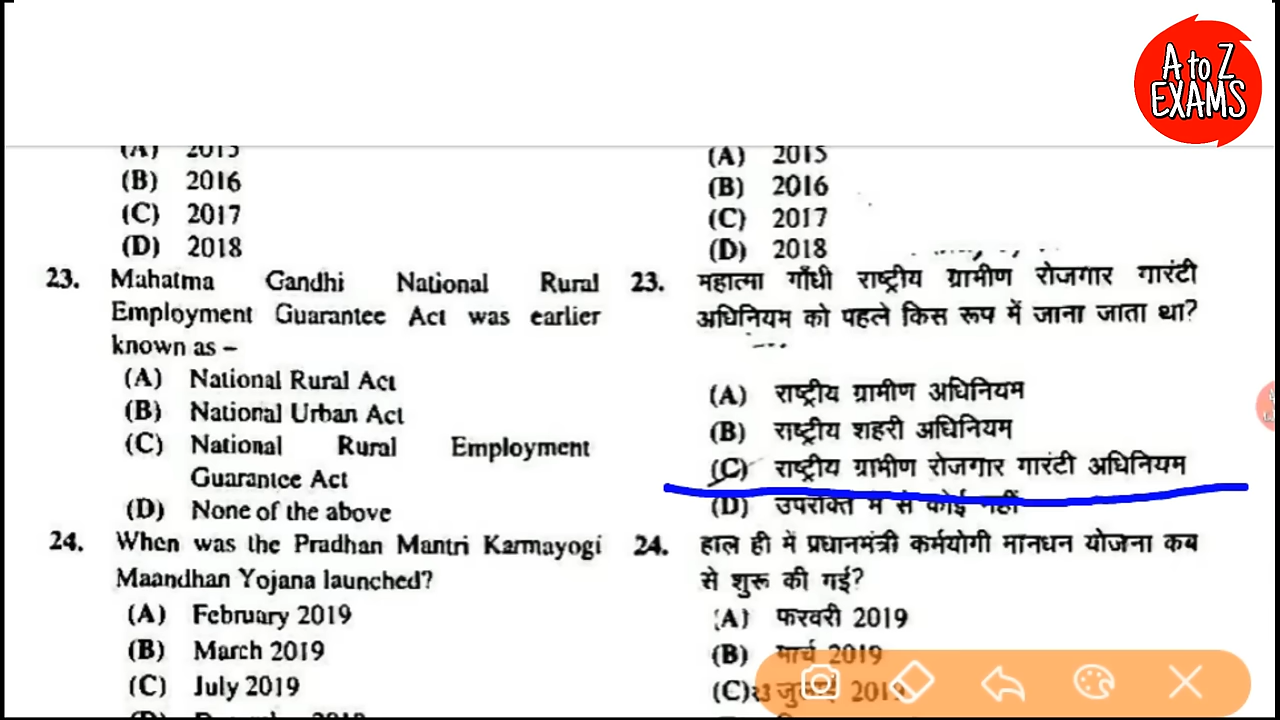 A to Z
EXAMS
(A) 2015
(B) 2016
(C) 2017
(D) 2018
23. Mahatma Gandhi National Rural
Employment Guarantee Act was earlier
known as –
(A) National Rural Act
(B) National Urban Act
(C) National Rural Employment
Guarantee Act
(D) None of the above
24. When was the Pradhan Mantri Karmayogi
Maandhan Yojana launched?
(A) February 2019
(B) March 2019
(C) July 2019
(A) 2015
(B) 2016
(C) 2017
(D) 2018
23. महात्मा गाँधी राष्ट्रीय ग्रामीण रोजगार गारंटी
अधिनियम को पहले किस रूप में जाना जाता था?
(A) राष्ट्रीय ग्रामीण अधिनियम
(B) राष्ट्रीय शहरी अधिनियम
(C) राष्ट्रीय ग्रामीण रोजगार गारंटी अधिनियम
(D) उपरोक्त में से कोई नहीं
24. हाल ही में प्रधानमंत्री कर्मयोगी मानधन योजना कब
से शुरू की गई?
(A) फरवरी 2019
(B) मार्च 2019
(C) 2019